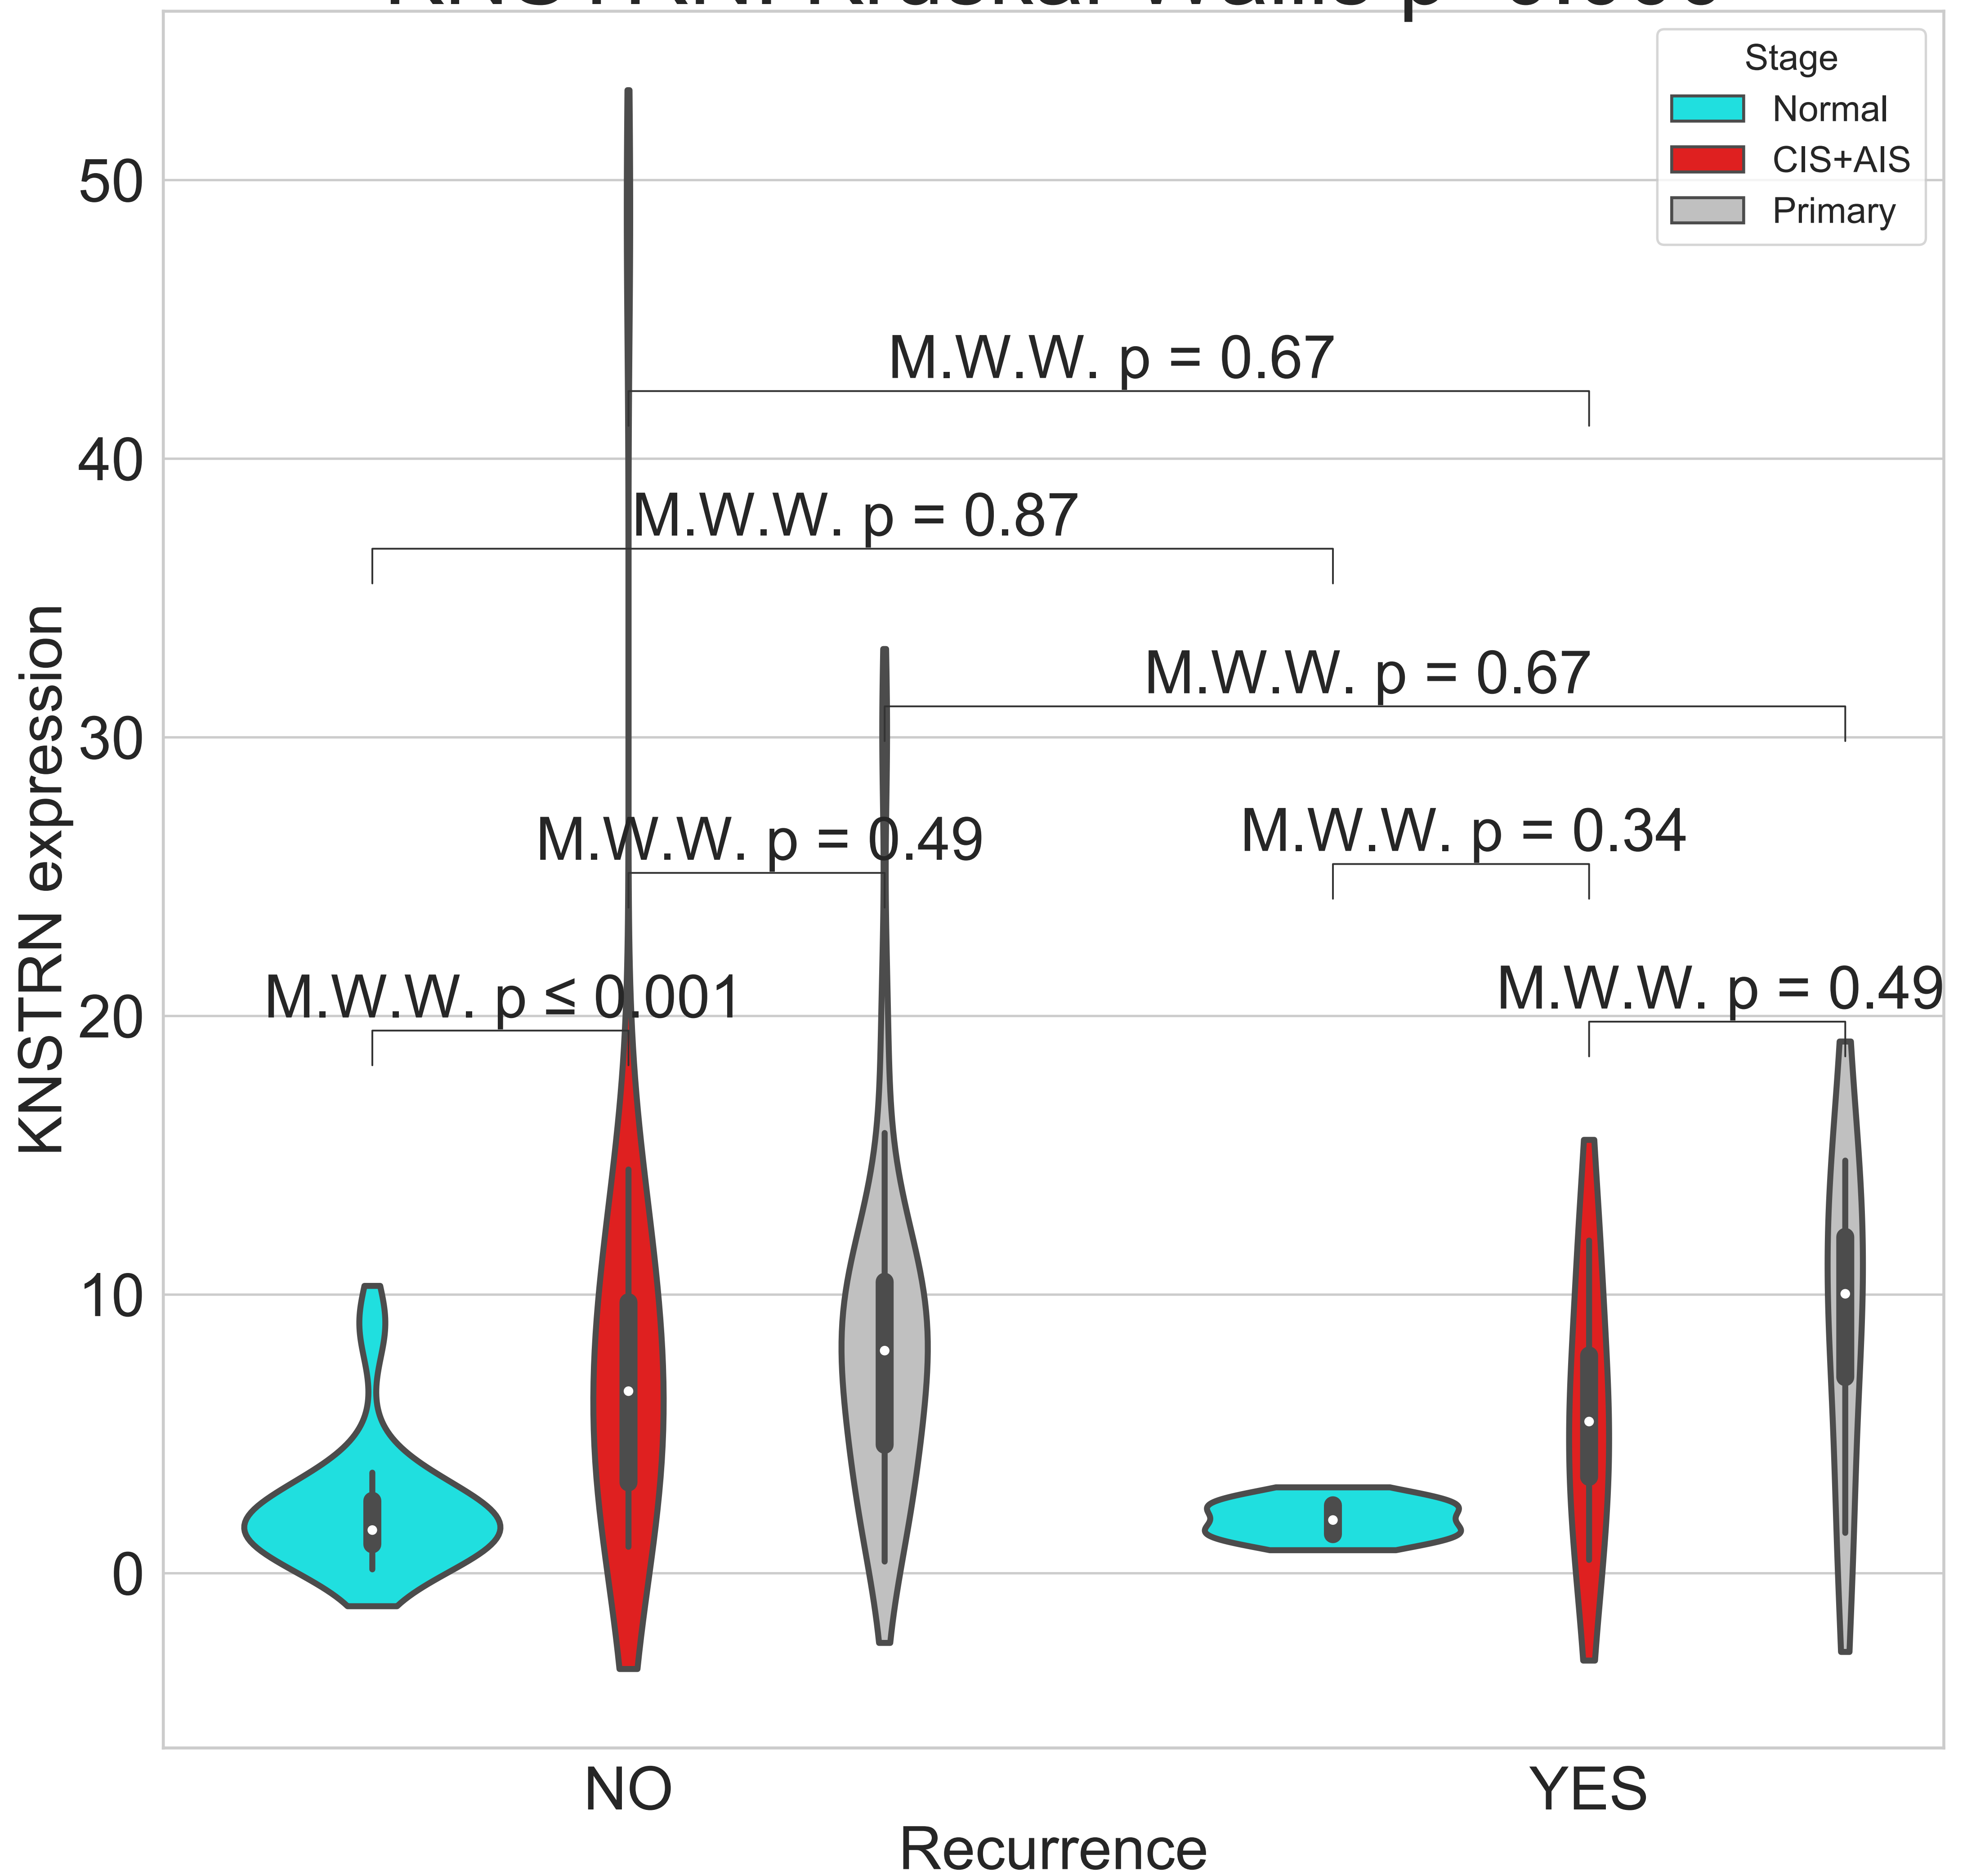 Stage
Normal
CIS+AIS
Primary
50
40
30
20
10
0
KNSTRN expression
M.W.W. p = 0.67
M.W.W. p = 0.87
M.W.W. p = 0.67
M.W.W. p = 0.49
M.W.W. p = 0.34
M.W.W. p ≤ 0.001
M.W.W. p = 0.49
NO
YES
Recurrence